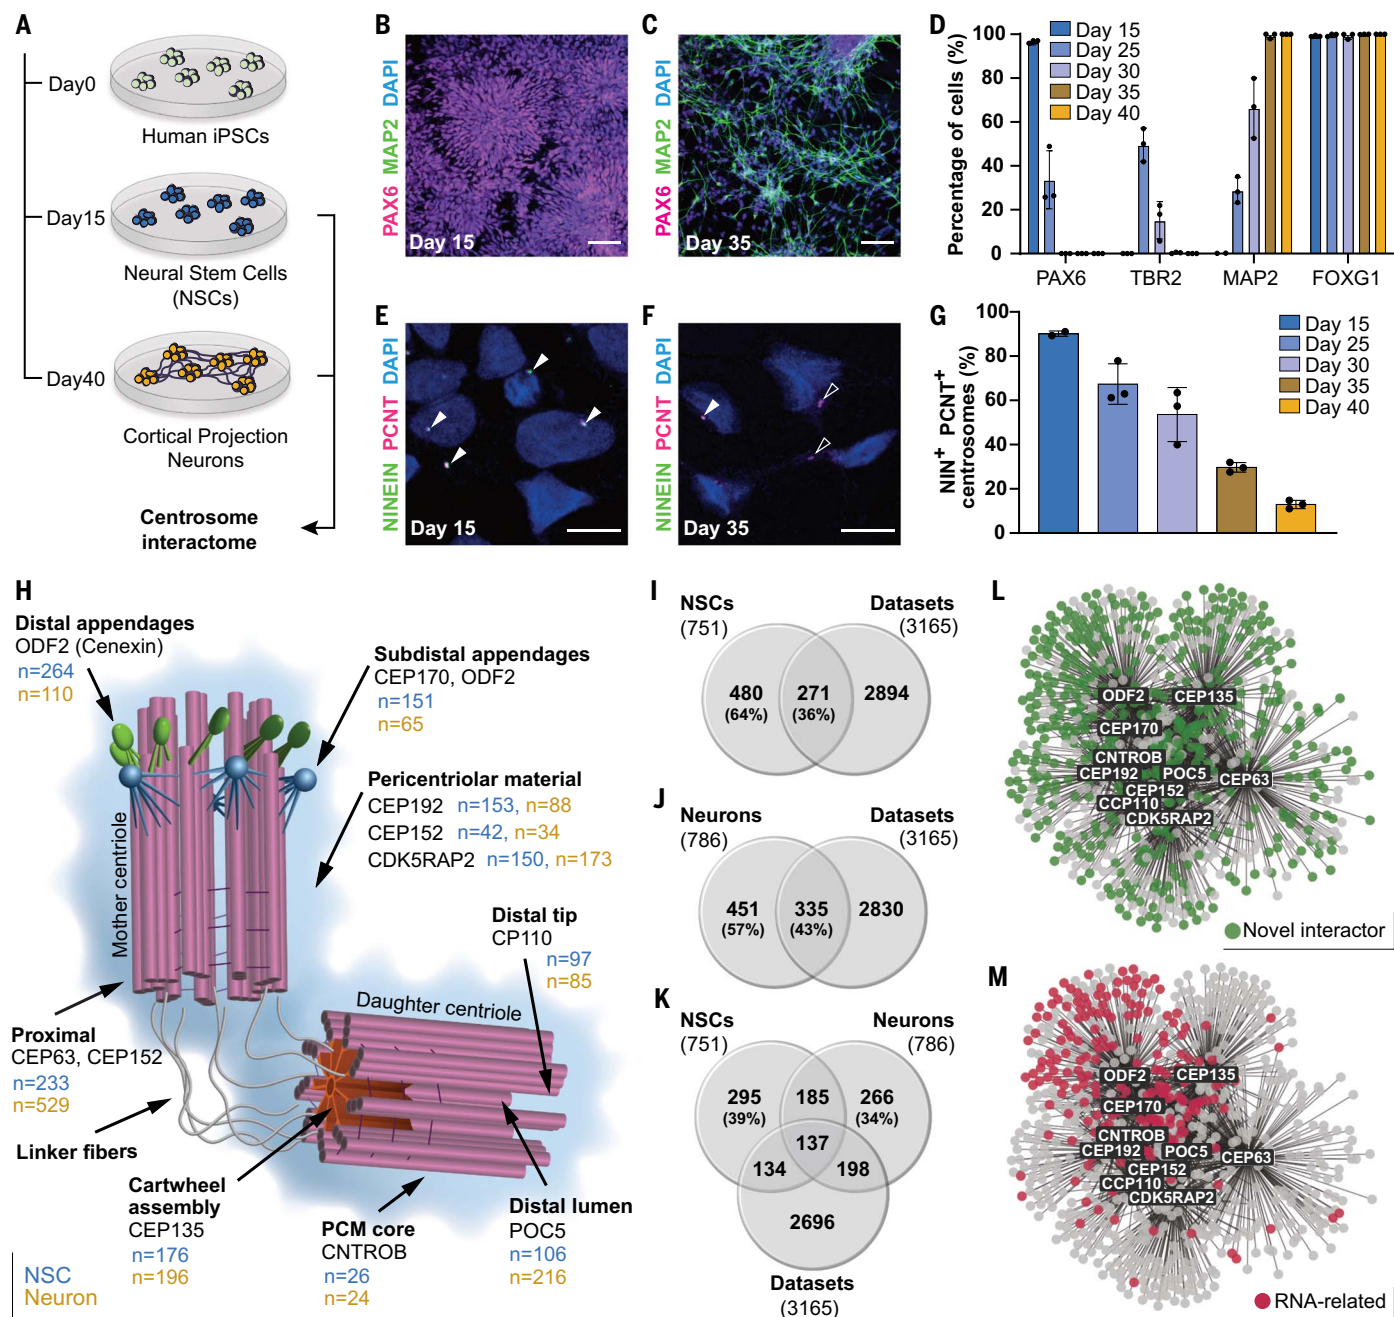 A
Day0
Human iPSCs
Day15
Neural Stem Cells
(NSCs)
Day40
Cortical Projection
Neurons
Centrosome
interactome
B
PAX6 MAP2 DAPI
Day 15
C
PAX6 MAP2 DAPI
Day 35
D
Percentage of cells (%)
100
80
60
40
20
0
Day 15
Day 25
Day 30
Day 35
Day 40
PAX6 TBR2 MAP2 FOXG1
E
NINEIN PCNT DAPI
Day 15
F
NINEIN PCNT DAPI
Day 35
G
NIN+ PCNT+
centrosomes (%)
100
80
60
40
20
0
Day 15
Day 25
Day 30
Day 35
Day 40
H
Distal appendages
ODF2 (Cenexin)
n=264
n=110
Subdistal appendages
CEP170, ODF2
n=151
n=65
Pericentriolar material
CEP192 n=153, n=88
CEP152 n=42, n=34
CDK5RAP2 n=150, n=173
Mother centriole
Distal tip
CP110
n=97
n=85
Daughter centriole
Proximal
CEP63, CEP152
n=233
n=529
Linker fibers
Cartwheel
assembly
CEP135
n=176
n=196
PCM core
CNTROB
n=26
n=24
Distal lumen
POC5
n=106
n=216
NSC
Neuron
I
NSCs Datasets
(751) (3165)
480 271 2894
(64%) (36%)
J
Neurons Datasets
(786) (3165)
451 335 2830
(57%) (43%)
K
NSCs Neurons
(751) (786)
295 185 266
(39%) (34%)
137
134 198
2696
Datasets
(3165)
L
ODF2 CEP135
CEP170
CNTROB
CEP192 POC5 CEP63
CEP152
CCP110
CDK5RAP2
Novel interactor
M
ODF2 CEP135
CEP170
CNTROB
CEP192 POC5 CEP63
CEP152
CCP110
CDK5RAP2
RNA-related